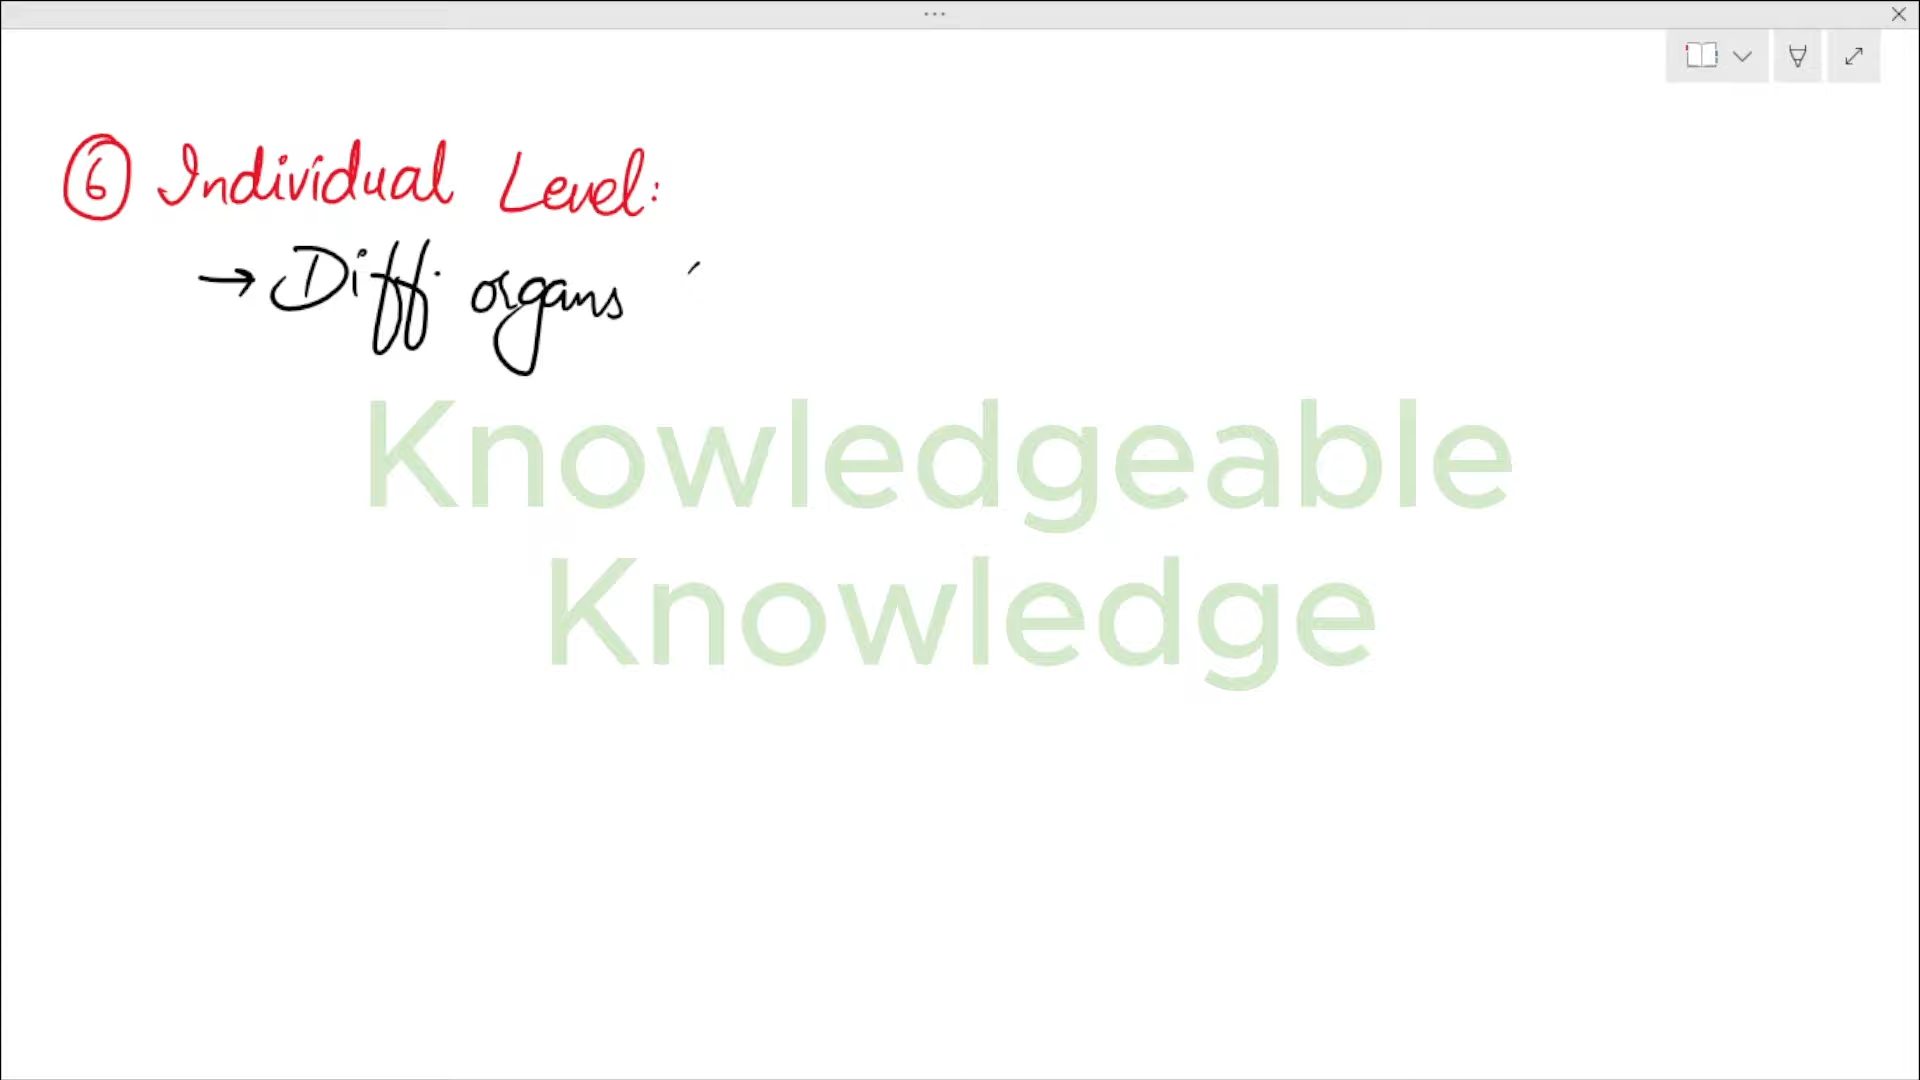 ⑥ Individual Level:
→ Diff. organs
Knowledgeable
Knowledge